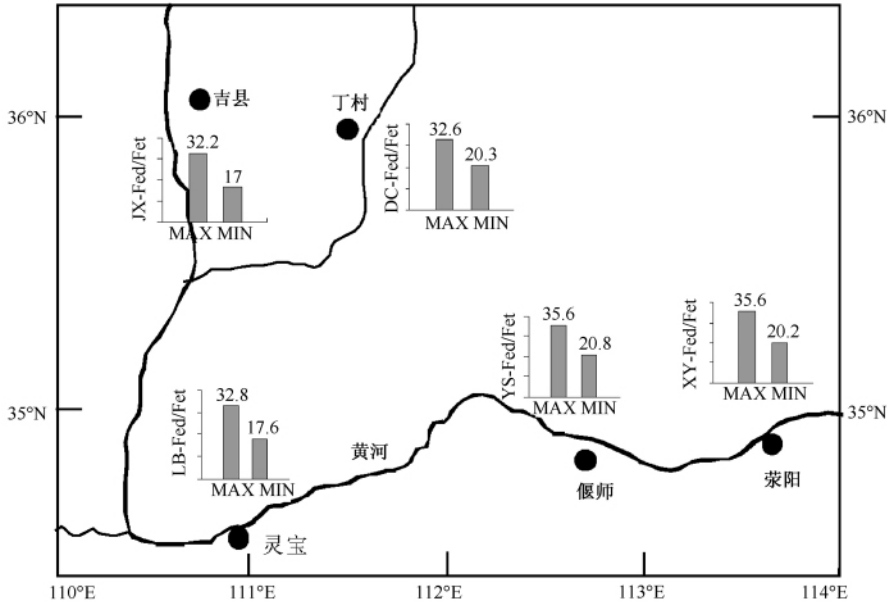 吉县
丁村
36°N
36°N
JX-Fed/Fet
32.2
17
MAX MIN
DC-Fed/Fet
32.6
20.3
MAX MIN
YS-Fed/Fet
35.6
20.8
MAX MIN
XY-Fed/Fet
35.6
20.2
MAX MIN
35°N
35°N
LB-Fed/Fet
32.8
17.6
MAX MIN
黄河
偃师
荥阳
灵宝
110°E
111°E
112°E
113°E
114°E